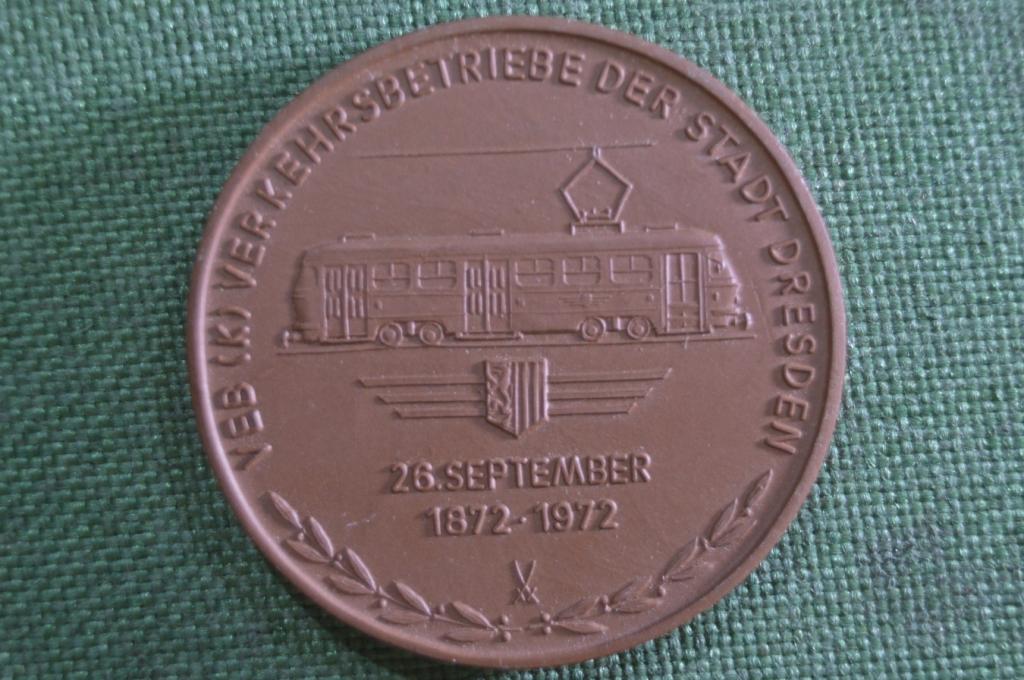 VEB (K) VERKEHRSBETRIEBE DER STADT DRESDEN
26.SEPTEMBER
1872-1972